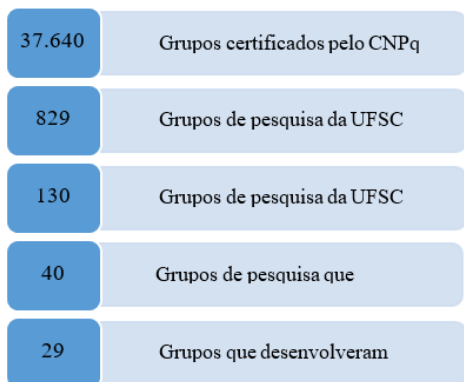 37.640 Grupos certificados pelo CNPq
829 Grupos de pesquisa da UFSC
130 Grupos de pesquisa da UFSC
40 Grupos de pesquisa que
29 Grupos que desenvolveram